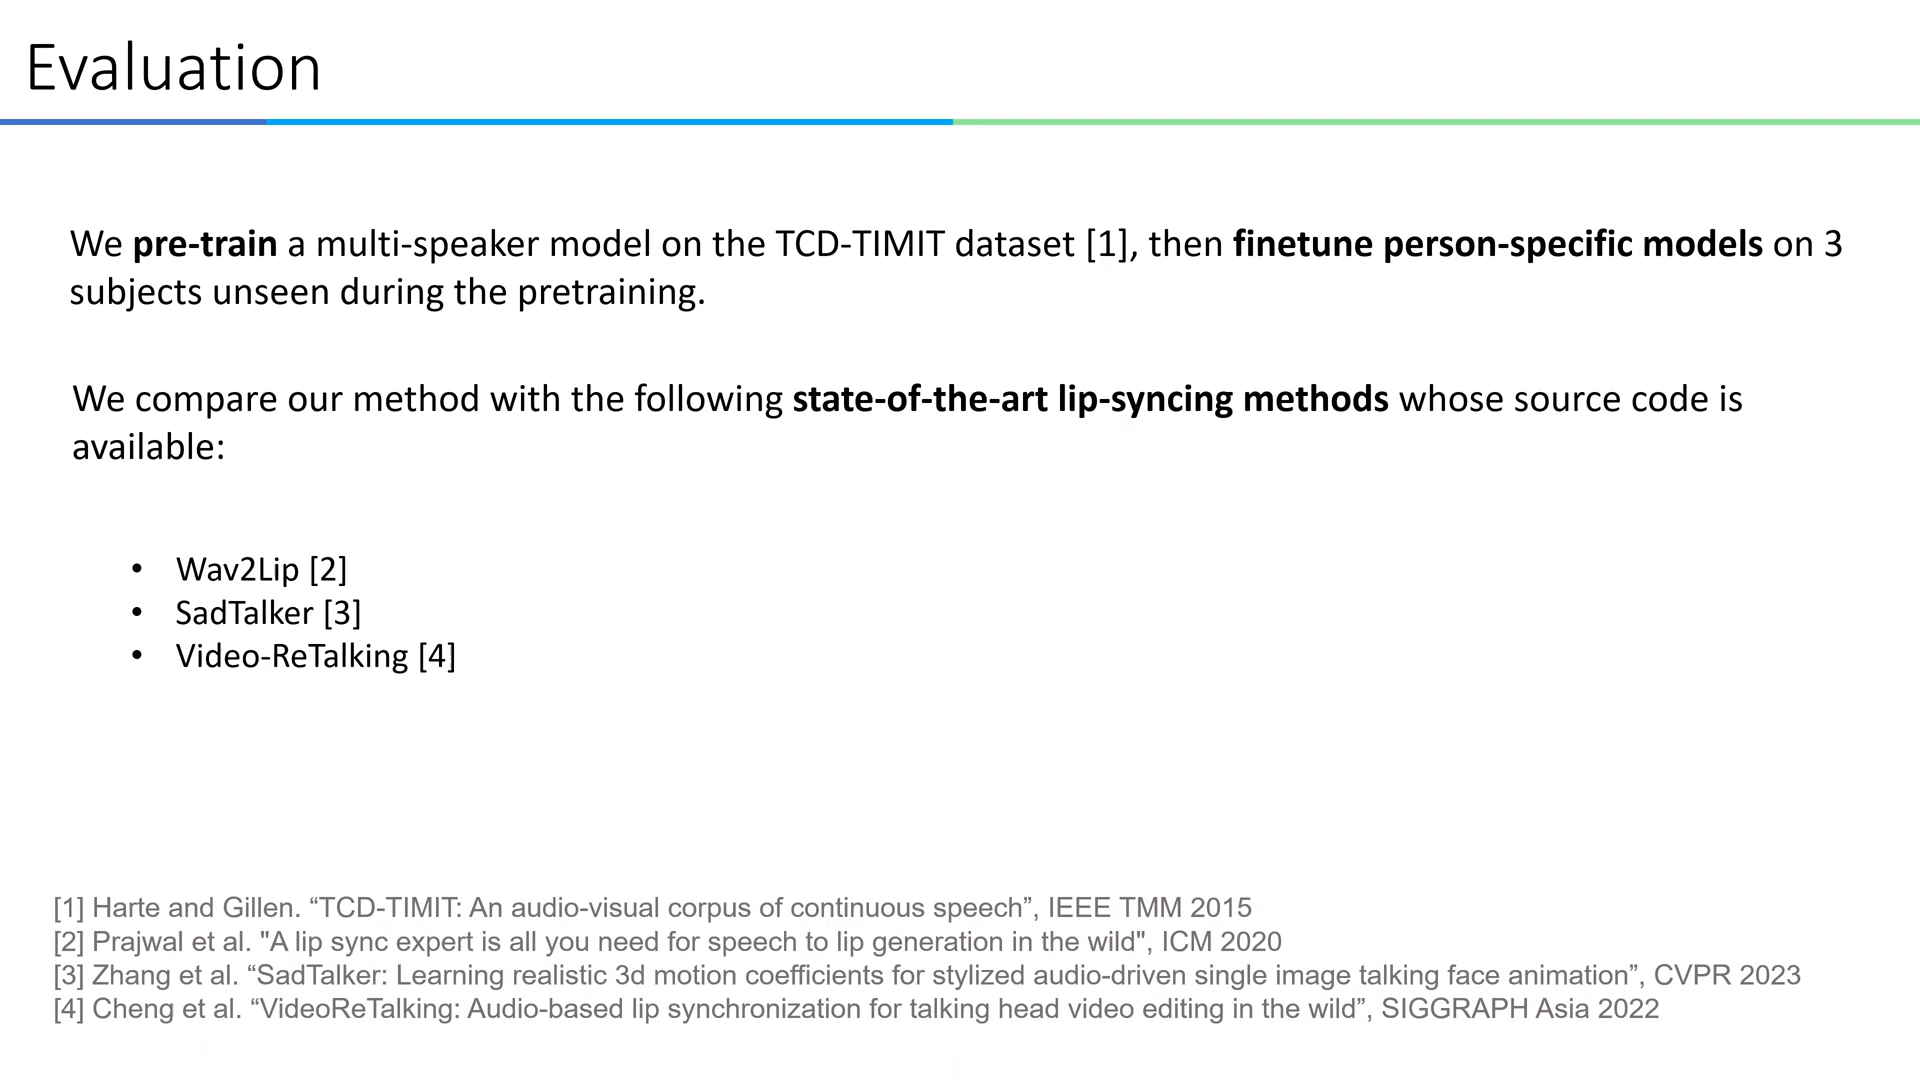 Evaluation
We pre-train a multi-speaker model on the TCD-TIMIT dataset [1], then finetune person-specific models on 3
subjects unseen during the pretraining.
We compare our method with the following state-of-the-art lip-syncing methods whose source code is
available:
• Wav2Lip [2]
• SadTalker [3]
• Video-ReTalking [4]
[1] Harte and Gillen. “TCD-TIMIT: An audio-visual corpus of continuous speech”, IEEE TMM 2015
[2] Prajwal et al. "A lip sync expert is all you need for speech to lip generation in the wild", ICM 2020
[3] Zhang et al. “SadTalker: Learning realistic 3d motion coefficients for stylized audio-driven single image talking face animation”, CVPR 2023
[4] Cheng et al. “VideoReTalking: Audio-based lip synchronization for talking head video editing in the wild”, SIGGRAPH Asia 2022